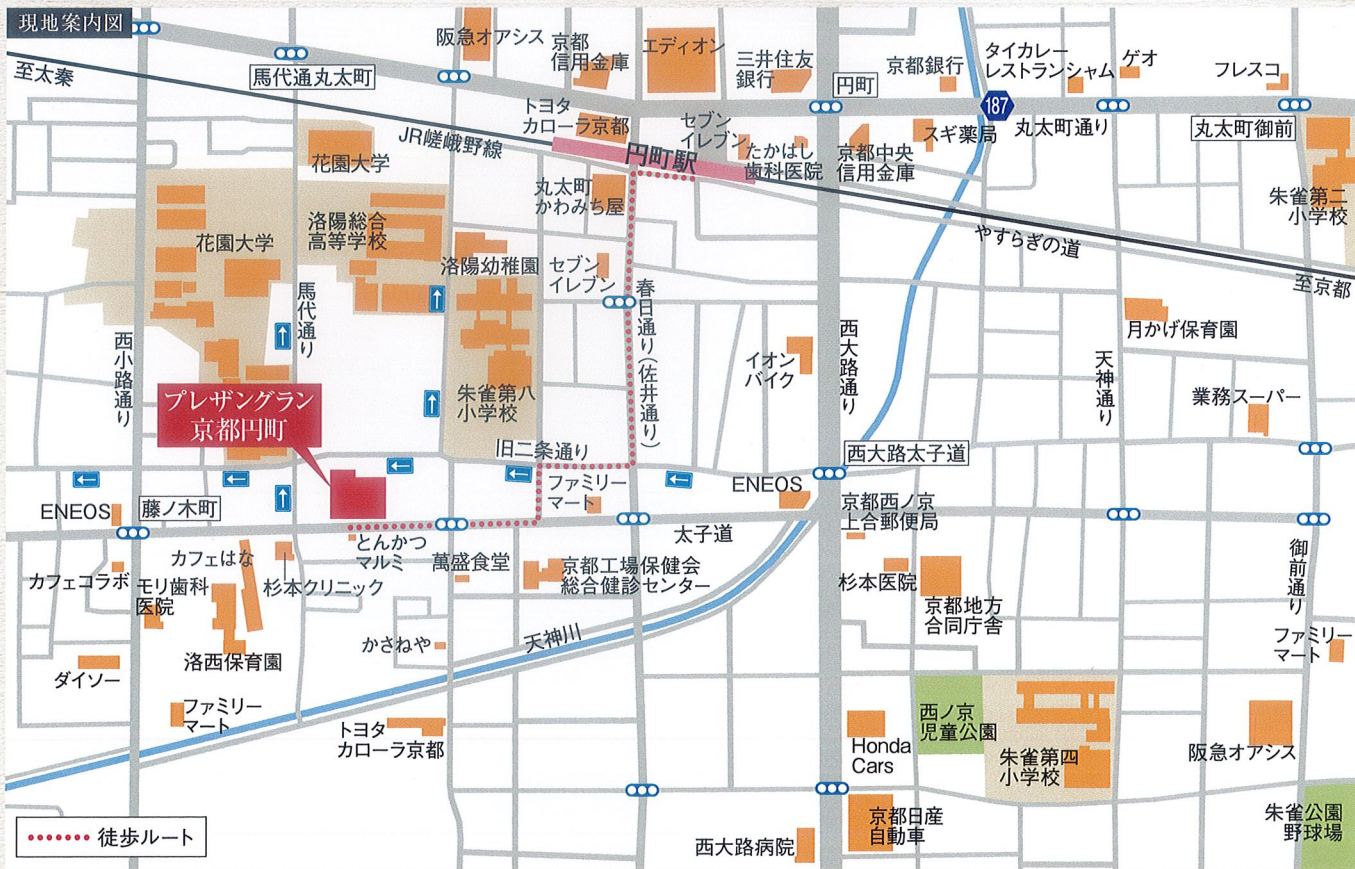 現地案内図
至太秦
馬代通丸太町
阪急オアシス
京都
信用金庫
エディオン
三井住友
銀行
円町
京都銀行
タイカレー
レストランシャム
ゲオ
フレスコ
187
丸太町通り
丸太町御前
トヨタ
カローラ京都
セブン
イレブン
たかはし
歯科医院
京都中央
信用金庫
スギ薬局
JR嵯峨野線
円町駅
花園大学
丸太町
かわみち屋
朱雀第二
小学校
やすらぎの道
至京都
花園大学
洛陽総合
高等学校
洛陽幼稚園
セブン
イレブン
馬代通り
春日通り(佐井通り)
西小路通り
西大路通り
天神通り
月かげ保育園
イオン
バイク
業務スーパー
プレザングラン
京都円町
朱雀第八
小学校
旧二条通り
西大路太子道
ENEOS
藤ノ木町
ファミリー
マート
ENEOS
太子道
京都西ノ京
上合郵便局
御前通り
カフェコラボ
カフェはな
モリ歯科
医院
杉本クリニック
とんかつ
マルミ
萬盛食堂
京都工場保健会
総合健診センター
杉本医院
京都地方
合同庁舎
ファミリー
マート
かさねや
天神川
洛西保育園
ダイソー
ファミリー
マート
トヨタ
カローラ京都
Honda
Cars
西ノ京
児童公園
朱雀第四
小学校
阪急オアシス
京都日産
自動車
西大路病院
朱雀公園
野球場
徒歩ルート